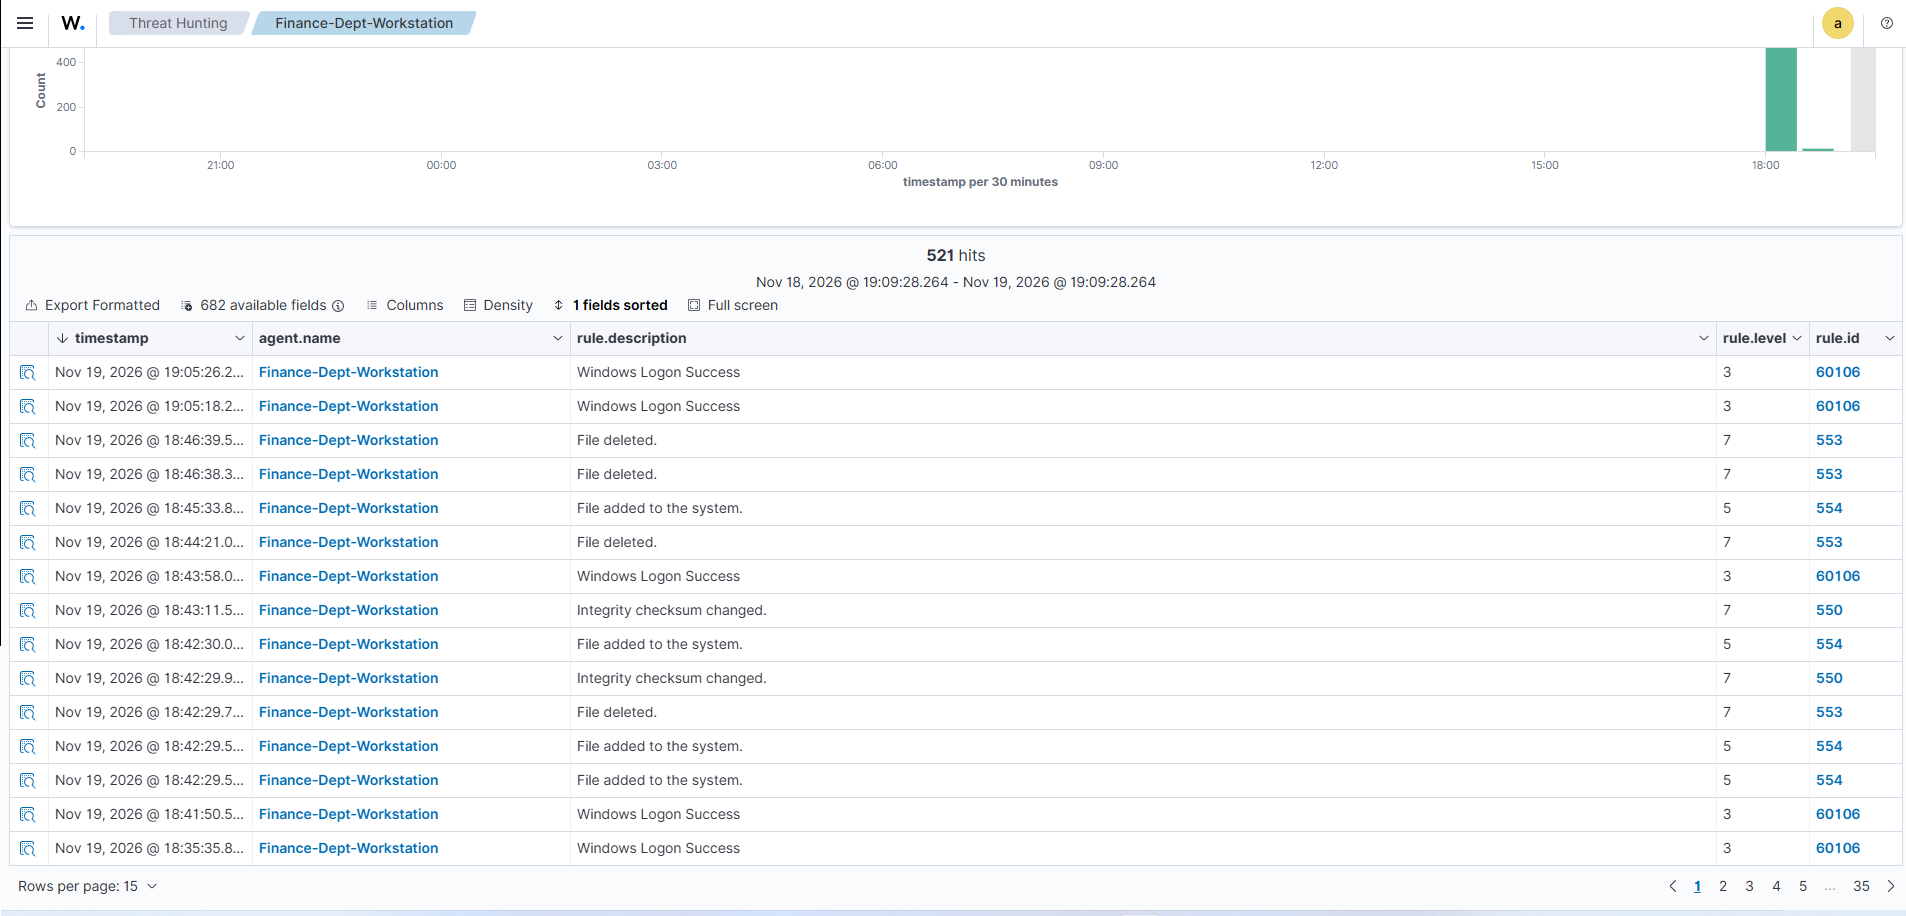 W. Threat Hunting Finance-Dept-Workstation a
Count
400
200
0
21:00 00:00 03:00 06:00 09:00 12:00 15:00 18:00
timestamp per 30 minutes
521 hits
Nov 18, 2026 @ 19:09:28.264 - Nov 19, 2026 @ 19:09:28.264
Export Formatted 682 available fields Columns Density 1 fields sorted Full screen
timestamp agent.name rule.description rule.level rule.id
Nov 19, 2026 @ 19:05:26.2... Finance-Dept-Workstation Windows Logon Success 3 60106
Nov 19, 2026 @ 19:05:18.2... Finance-Dept-Workstation Windows Logon Success 3 60106
Nov 19, 2026 @ 18:46:39.5... Finance-Dept-Workstation File deleted. 7 553
Nov 19, 2026 @ 18:46:38.3... Finance-Dept-Workstation File deleted. 7 553
Nov 19, 2026 @ 18:45:33.8... Finance-Dept-Workstation File added to the system. 5 554
Nov 19, 2026 @ 18:44:21.0... Finance-Dept-Workstation File deleted. 7 553
Nov 19, 2026 @ 18:43:58.0... Finance-Dept-Workstation Windows Logon Success 3 60106
Nov 19, 2026 @ 18:43:11.5... Finance-Dept-Workstation Integrity checksum changed. 7 550
Nov 19, 2026 @ 18:42:30.0... Finance-Dept-Workstation File added to the system. 5 554
Nov 19, 2026 @ 18:42:29.9... Finance-Dept-Workstation Integrity checksum changed. 7 550
Nov 19, 2026 @ 18:42:29.7... Finance-Dept-Workstation File deleted. 7 553
Nov 19, 2026 @ 18:42:29.5... Finance-Dept-Workstation File added to the system. 5 554
Nov 19, 2026 @ 18:42:29.5... Finance-Dept-Workstation File added to the system. 5 554
Nov 19, 2026 @ 18:41:50.5... Finance-Dept-Workstation Windows Logon Success 3 60106
Nov 19, 2026 @ 18:35:35.8... Finance-Dept-Workstation Windows Logon Success 3 60106
Rows per page: 15 1 2 3 4 5 ... 35